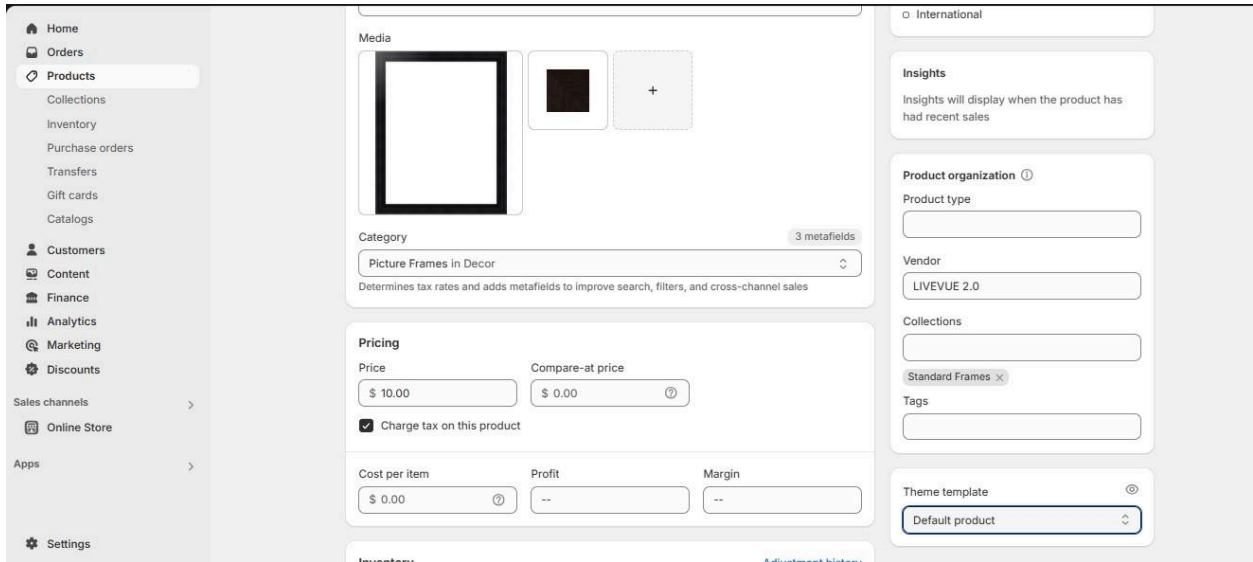 Home
Orders
Products
Collections
Inventory
Purchase orders
Transfers
Gift cards
Catalogs
Customers
Content
Finance
Analytics
Marketing
Discounts
Sales channels
Online Store
Apps
Settings
Media
+
Category
3 metafields
Picture Frames in Decor
Determines tax rates and adds metafields to improve search, filters, and cross-channel sales
Pricing
Price
Compare-at price
$ 10.00
$ 0.00
Charge tax on this product
Cost per item
Profit
Margin
$ 0.00
--
--
Inventory
Adjustment history
International
Insights
Insights will display when the product has
had recent sales
Product organization
Product type
Vendor
LIVEVUE 2.0
Collections
Standard Frames ×
Tags
Theme template
Default product